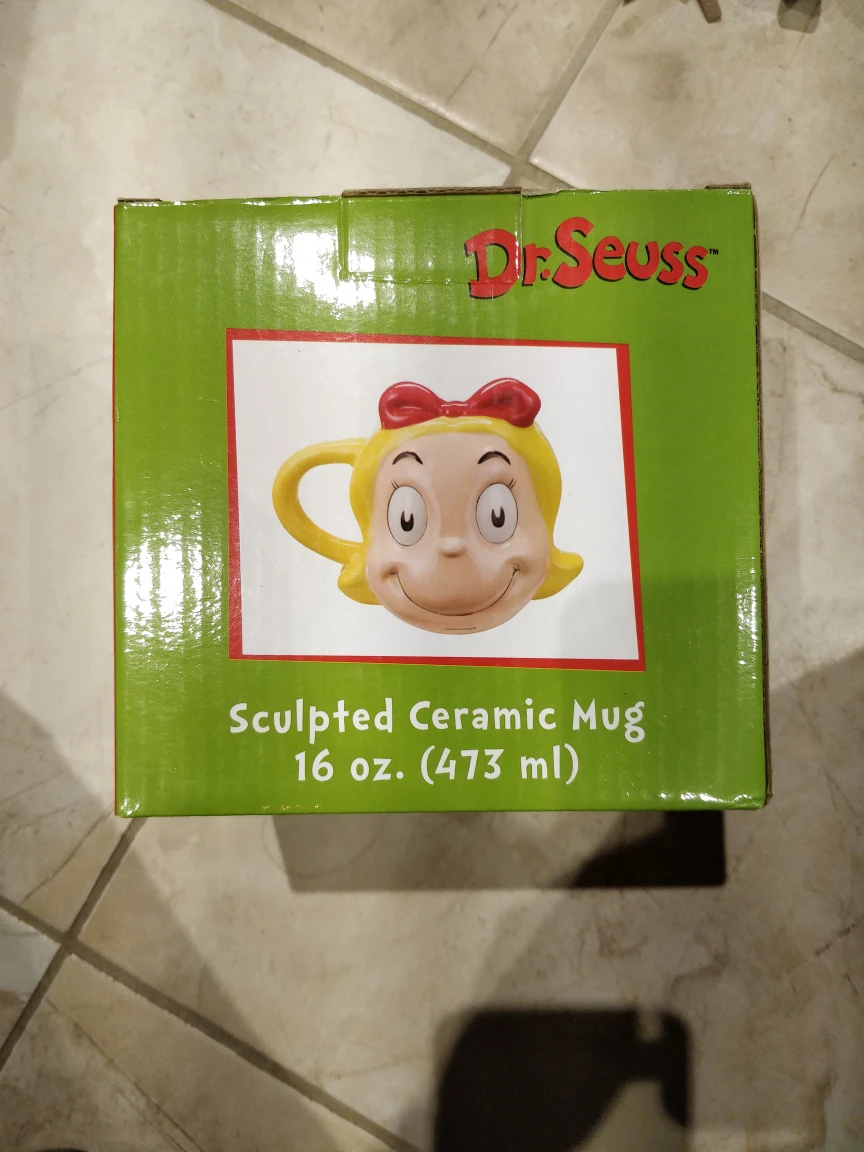 Dr. Seuss™
Sculpted Ceramic Mug
16 oz. (473 ml)